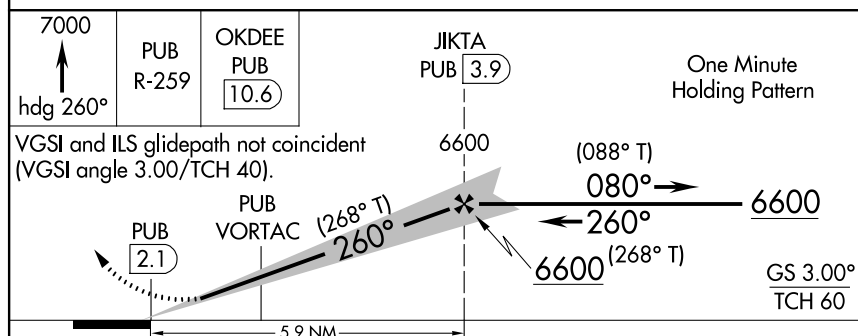 7000
hdg 260°
PUB
R-259
OKDEE
PUB
10.6
JIKTA
PUB 3.9
One Minute
Holding Pattern
VGSI and ILS glidepath not coincident
(VGSI angle 3.00/TCH 40).
6600
(088° T)
080°
260°
6600
(268° T)
6600
PUB
VORTAC
(268° T)
260°
PUB
2.1
GS 3.00°
TCH 60
5.9 NM